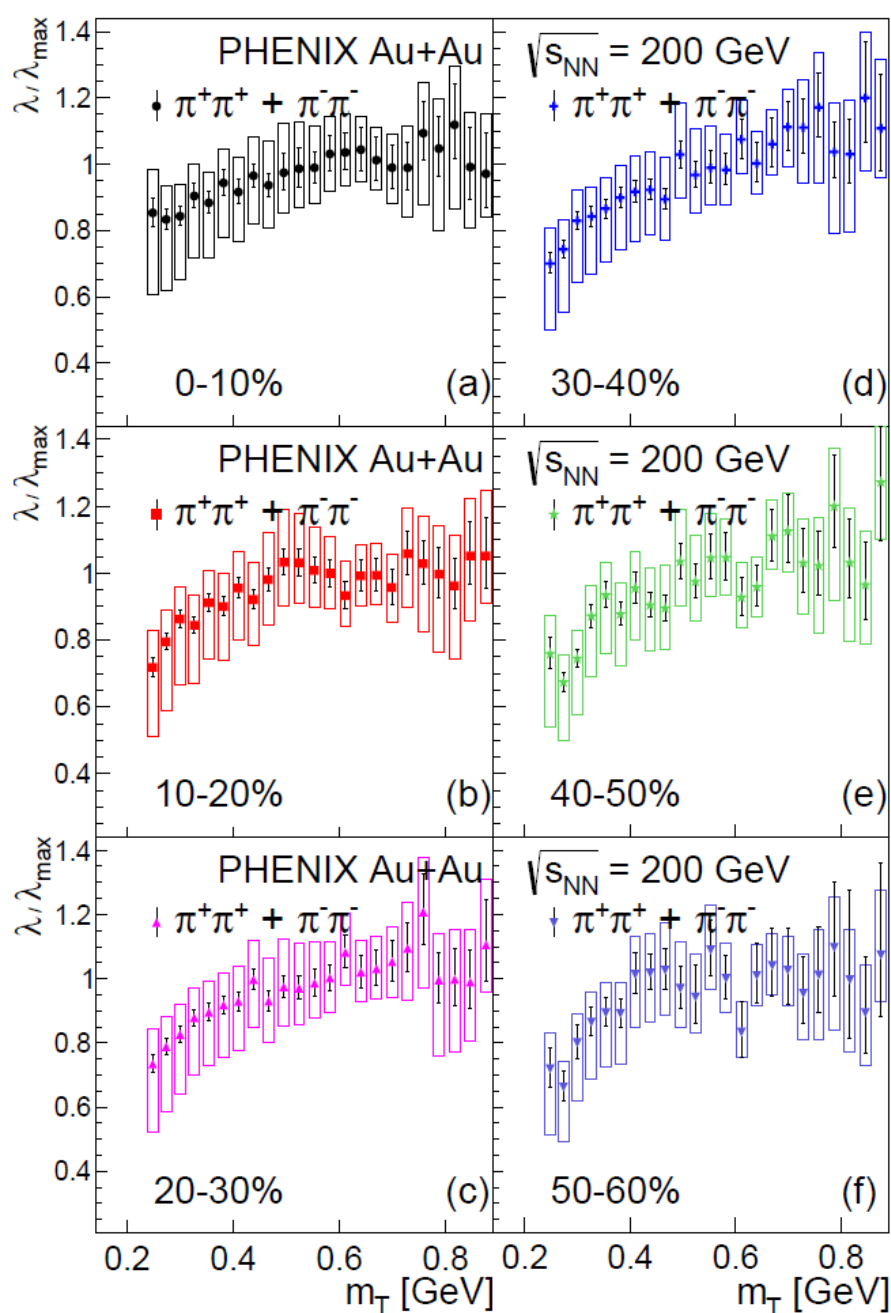 PHENIX Au+Au
π⁺π⁺ + π⁻π⁻
λ/λmax
1.4
1.2
1
0.8
0.6
0.4
0-10%
(a)
√sNN = 200 GeV
π⁺π⁺ + π⁻π⁻
30-40%
(d)
PHENIX Au+Au
π⁺π⁺ + π⁻π⁻
λ/λmax
1.4
1.2
1
0.8
0.6
0.4
10-20%
(b)
√sNN = 200 GeV
π⁺π⁺ + π⁻π⁻
40-50%
(e)
PHENIX Au+Au
π⁺π⁺ + π⁻π⁻
λ/λmax
1.4
1.2
1
0.8
0.6
0.4
20-30%
(c)
0.2 0.4 0.6 0.8
mT [GeV]
√sNN = 200 GeV
π⁺π⁺ + π⁻π⁻
50-60%
(f)
0.2 0.4 0.6 0.8
mT [GeV]